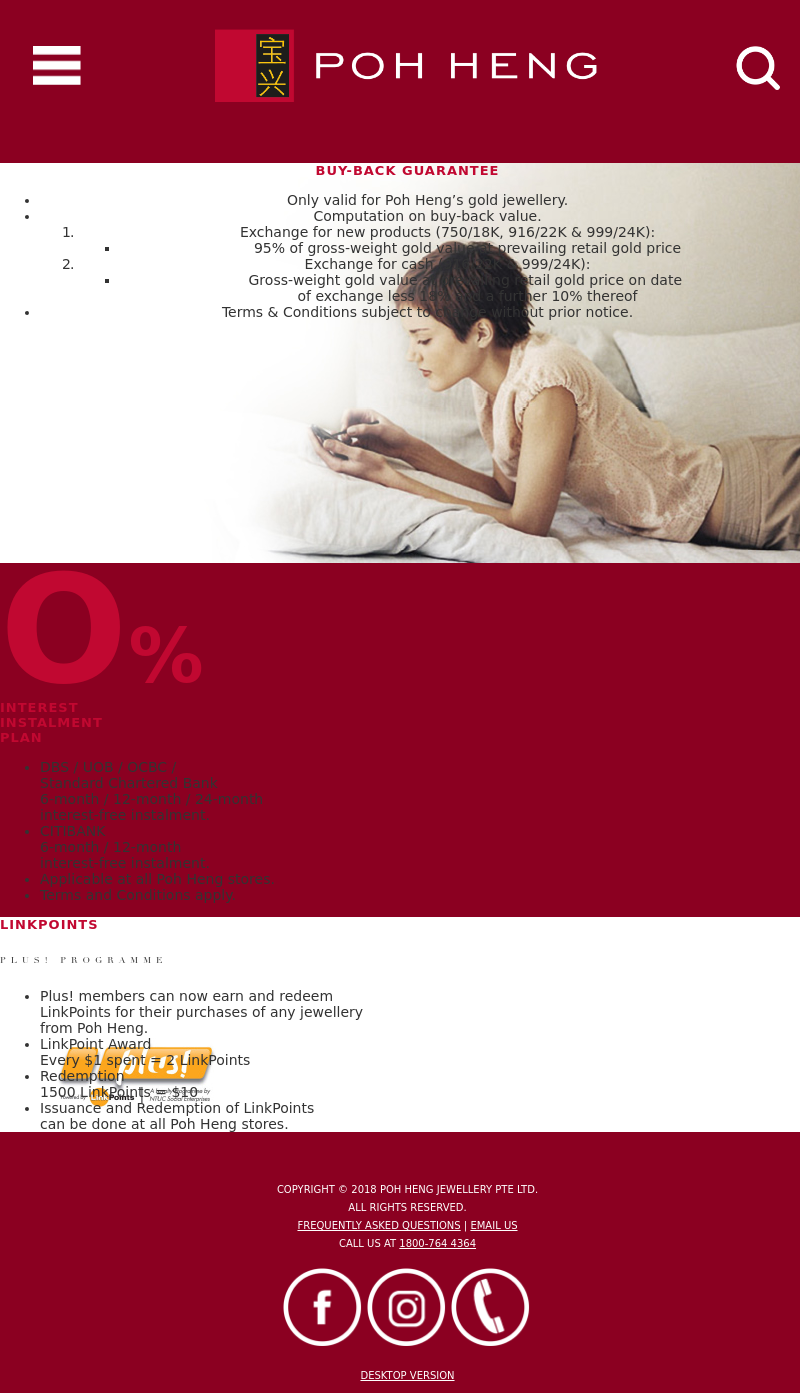 宝兴
POH HENG
BUY-BACK GUARANTEE
Only valid for Poh Heng’s gold jewellery.
Computation on buy-back value.
1. Exchange for new products (750/18K, 916/22K & 999/24K):
95% of gross-weight gold value prevailing retail gold price
2. Exchange for cash 999/24K):
Gross-weight gold value retail gold price on date
of exchange less a further 10% thereof
Terms & Conditions subject to without prior notice.
0%
INTEREST
INSTALMENT
PLAN
DBS / UOB / OCBC /
Standard Chartered Bank
6-month / 12-month / 24-month
interest-free instalment
CITIBANK
6-month / 12-month
interest-free instalment
Applicable at all Poh Heng stores.
Terms and Conditions apply.
LINKPOINTS
PLUS! PROGRAMME
Plus! members can now earn and redeem
LinkPoints for their purchases of any jewellery
from Poh Heng.
LinkPoint Award
Every $1 spent = 2 LinkPoints
plus!
Redemption
1500 LinkPoints = $10
Points
NTUC Social Enterprises
Issuance and Redemption of LinkPoints
can be done at all Poh Heng stores.
COPYRIGHT © 2018 POH HENG JEWELLERY PTE LTD.
ALL RIGHTS RESERVED.
FREQUENTLY ASKED QUESTIONS | EMAIL US
CALL US AT 1800-764 4364
DESKTOP VERSION